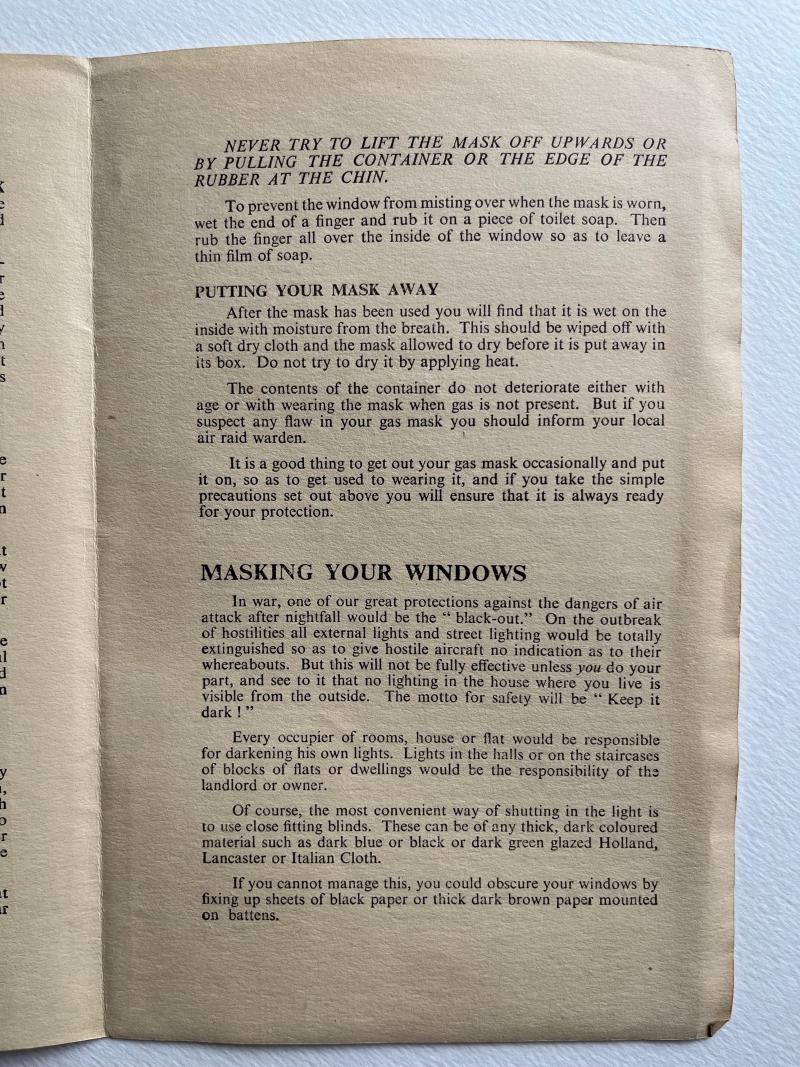 NEVER TRY TO LIFT THE MASK OFF UPWARDS OR
BY PULLING THE CONTAINER OR THE EDGE OF THE
RUBBER AT THE CHIN.
To prevent the window from misting over when the mask is worn,
wet the end of a finger and rub it on a piece of toilet soap. Then
rub the finger all over the inside of the window so as to leave a
thin film of soap.
PUTTING YOUR MASK AWAY
After the mask has been used you will find that it is wet on the
inside with moisture from the breath. This should be wiped off with
a soft dry cloth and the mask allowed to dry before it is put away in
its box. Do not try to dry it by applying heat.
The contents of the container do not deteriorate either with
age or with wearing the mask when gas is not present. But if you
suspect any flaw in your gas mask you should inform your local
air raid warden.
It is a good thing to get out your gas mask occasionally and put
it on, so as to get used to wearing it, and if you take the simple
precautions set out above you will ensure that it is always ready
for your protection.
MASKING YOUR WINDOWS
In war, one of our great protections against the dangers of air
attack after nightfall would be the “ black-out.” On the outbreak
of hostilities all external lights and street lighting would be totally
extinguished so as to give hostile aircraft no indication as to their
whereabouts. But this will not be fully effective unless you do your
part, and see to it that no lighting in the house where you live is
visible from the outside. The motto for safety will be “ Keep it
dark ! ”
Every occupier of rooms, house or flat would be responsible
for darkening his own lights. Lights in the halls or on the staircases
of blocks of flats or dwellings would be the responsibility of the
landlord or owner.
Of course, the most convenient way of shutting in the light is
to use close fitting blinds. These can be of any thick, dark coloured
material such as dark blue or black or dark green glazed Holland,
Lancaster or Italian Cloth.
If you cannot manage this, you could obscure your windows by
fixing up sheets of black paper or thick dark brown paper mounted
on battens.